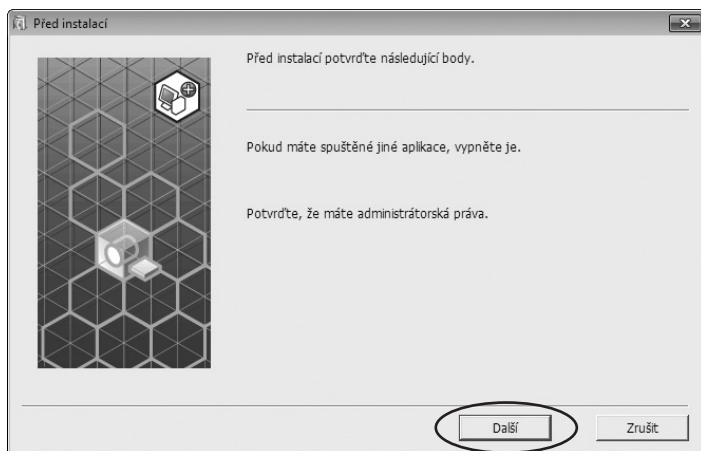 Před instalací
Před instalací potvrďte následující body.
Pokud máte spuštěné jiné aplikace, vypněte je.
Potvrďte, že máte administrátorská práva.
Další
Zrušit